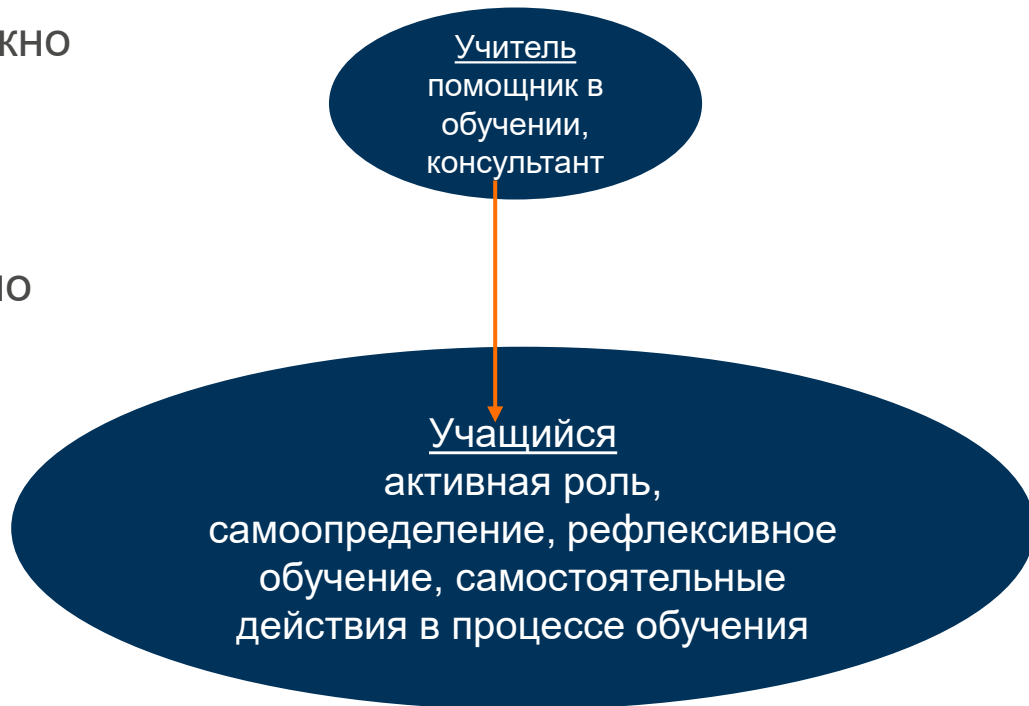 жно
Учитель
помощник в
обучении,
консультант
но
Учащийся
активная роль,
самоопределение, рефлексивное
обучение, самостоятельные
действия в процессе обучения